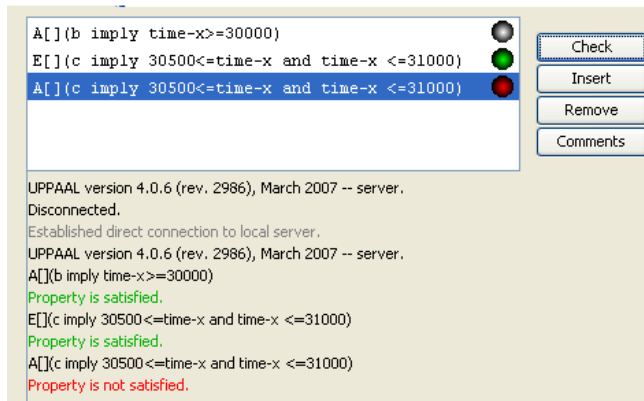 A[](b imply time-x>=30000)
E[](c imply 30500<=time-x and time-x <=31000)
A[](c imply 30500<=time-x and time-x <=31000)
Check
Insert
Remove
Comments
UPPAAL version 4.0.6 (rev. 2986), March 2007 -- server.
Disconnected.
Established direct connection to local server.
UPPAAL version 4.0.6 (rev. 2986), March 2007 -- server.
A[](b imply time-x>=30000)
Property is satisfied.
E[](c imply 30500<=time-x and time-x <=31000)
Property is satisfied.
A[](c imply 30500<=time-x and time-x <=31000)
Property is not satisfied.